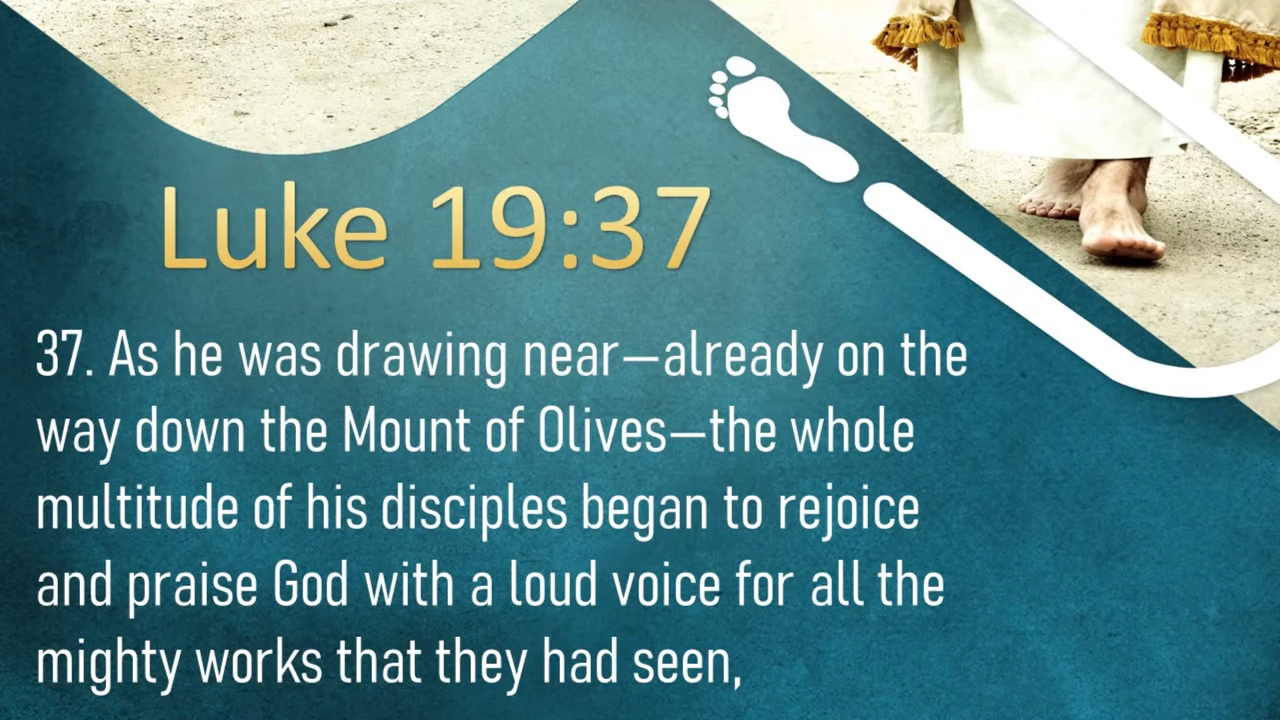 Luke 19:37
37. As he was drawing near—already on the
way down the Mount of Olives—the whole
multitude of his disciples began to rejoice
and praise God with a loud voice for all the
mighty works that they had seen,